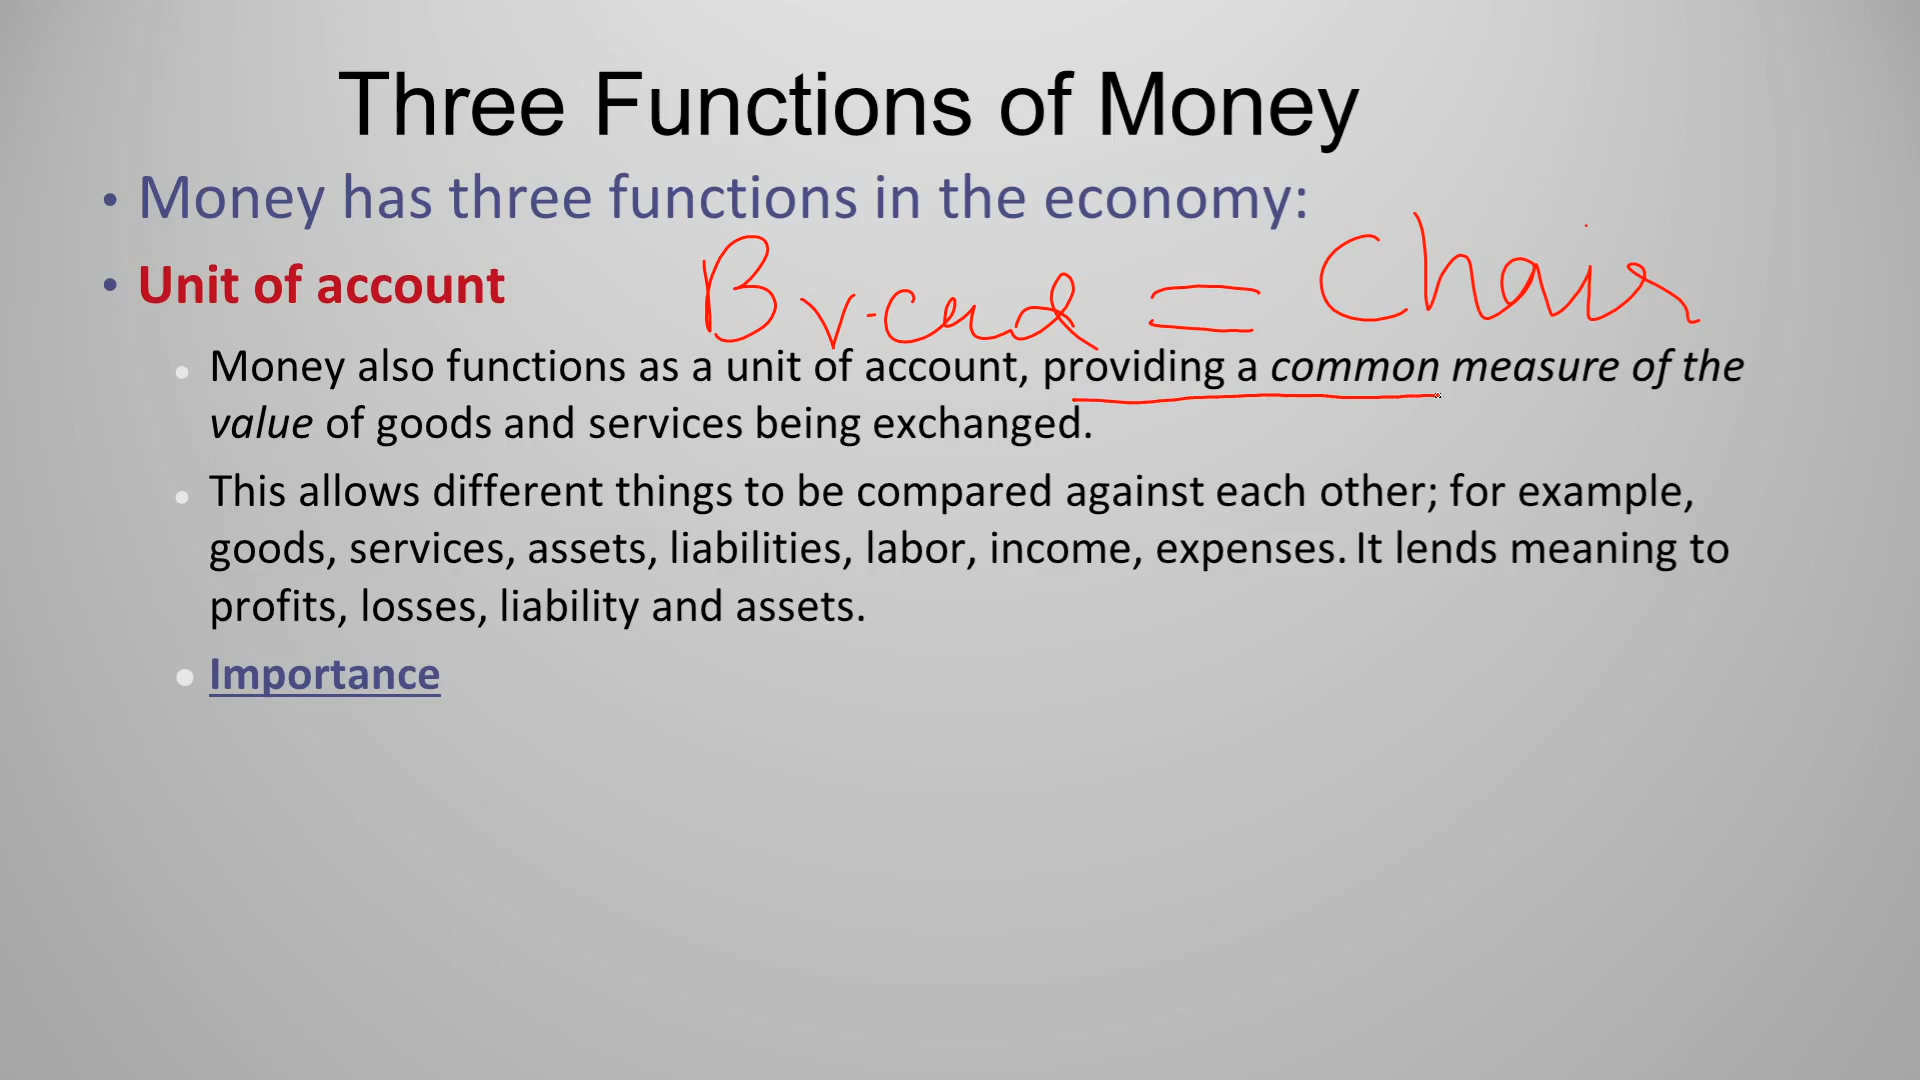 Three Functions of Money
• Money has three functions in the economy:
• Unit of account
Bread = Chair
• Money also functions as a unit of account, providing a common measure of the
value of goods and services being exchanged.
• This allows different things to be compared against each other; for example,
goods, services, assets, liabilities, labor, income, expenses. It lends meaning to
profits, losses, liability and assets.
• Importance